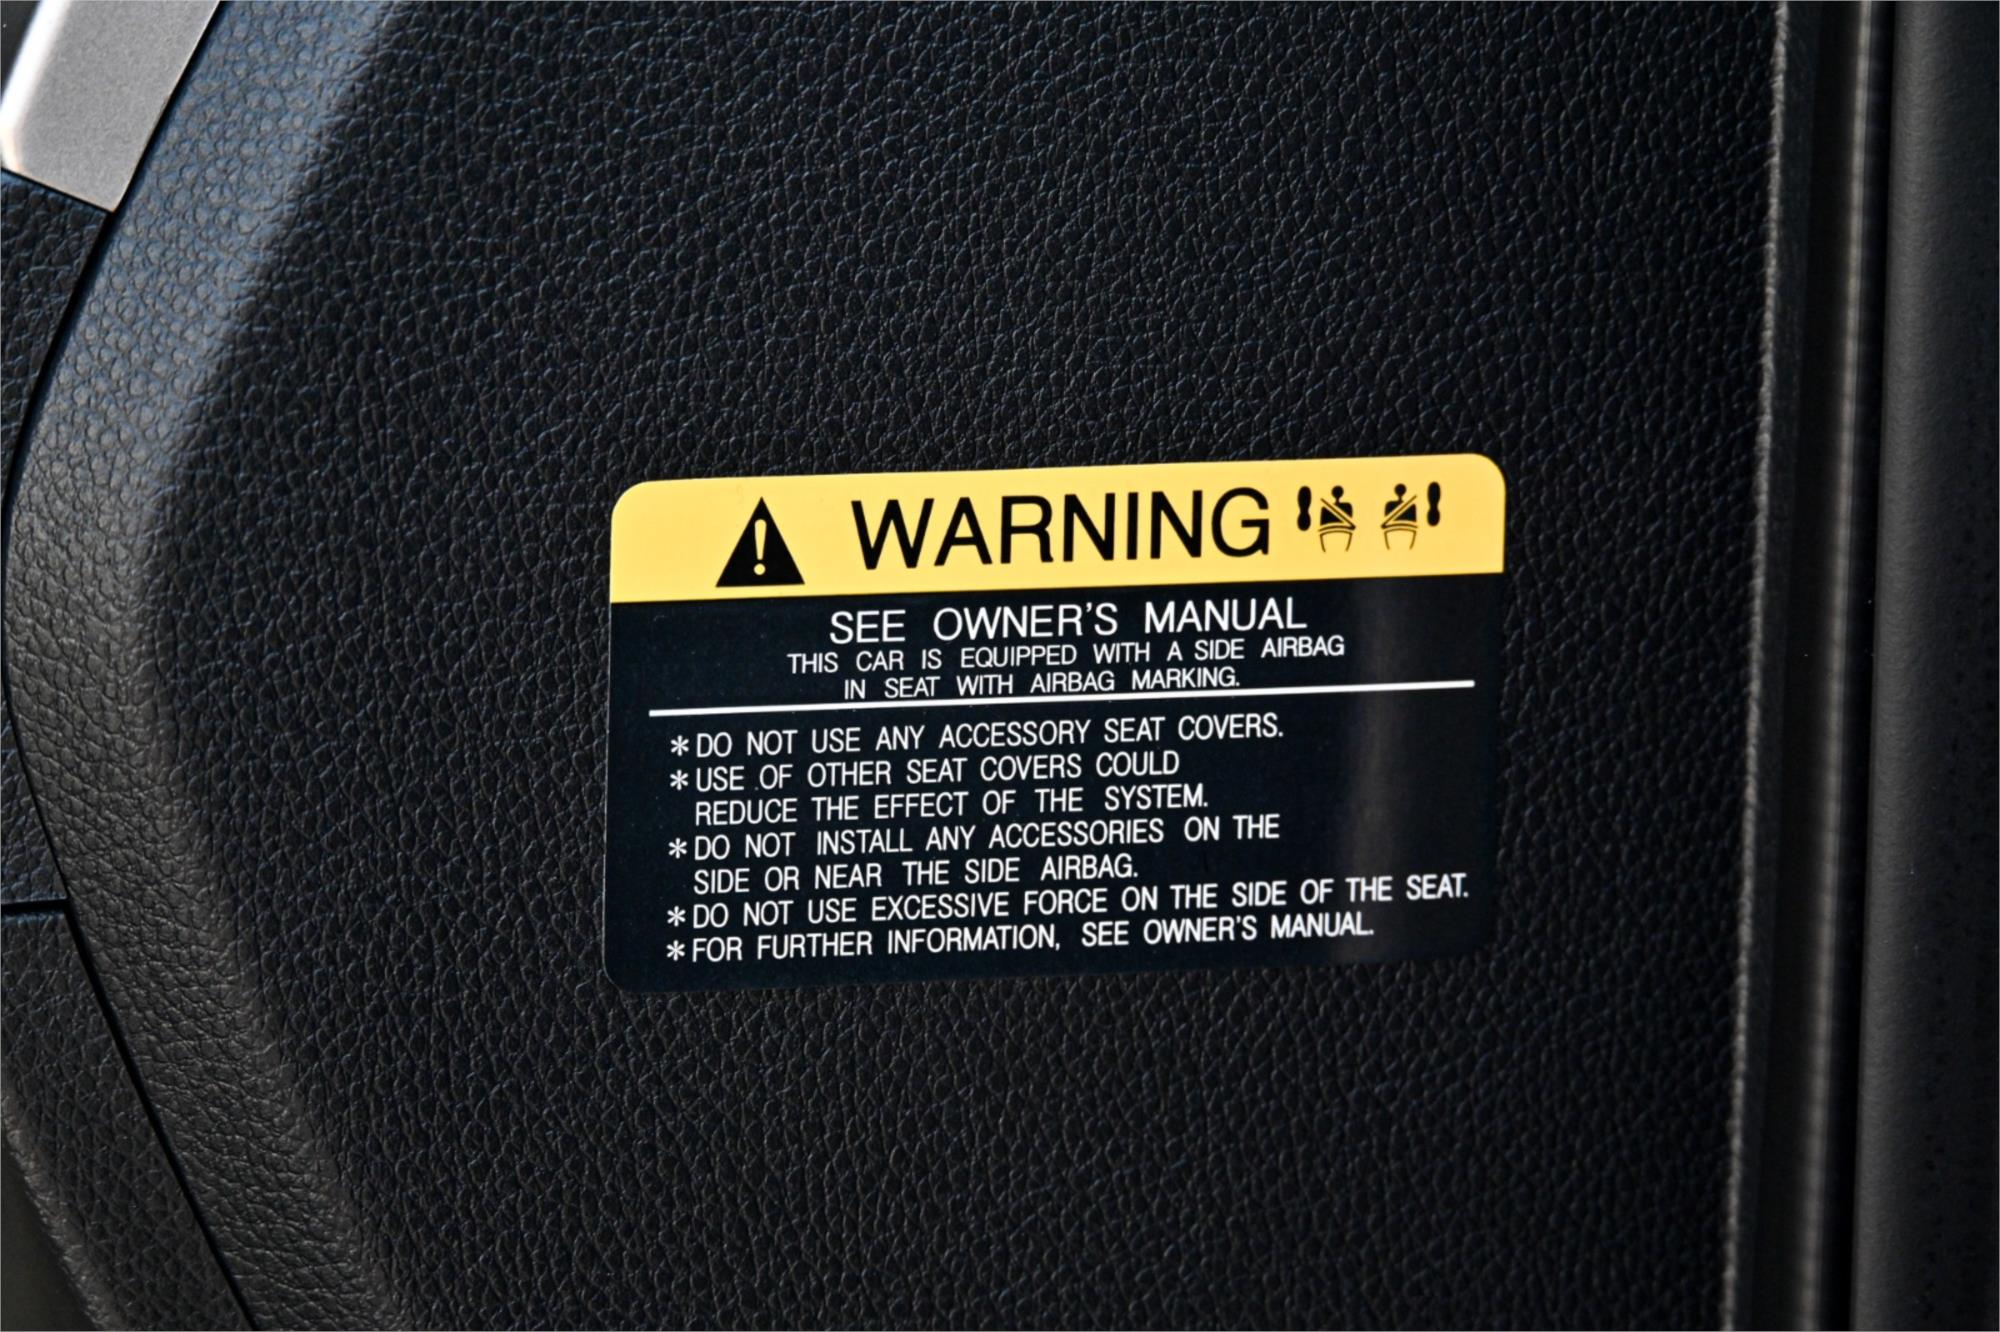 WARNING
SEE OWNER'S MANUAL
THIS CAR IS EQUIPPED WITH A SIDE AIRBAG
IN SEAT WITH AIRBAG MARKING.
*DO NOT USE ANY ACCESSORY SEAT COVERS.
*USE OF OTHER SEAT COVERS COULD
REDUCE THE EFFECT OF THE SYSTEM.
*DO NOT INSTALL ANY ACCESSORIES ON THE
SIDE OR NEAR THE SIDE AIRBAG.
*DO NOT USE EXCESSIVE FORCE ON THE SIDE OF THE SEAT.
*FOR FURTHER INFORMATION, SEE OWNER'S MANUAL.